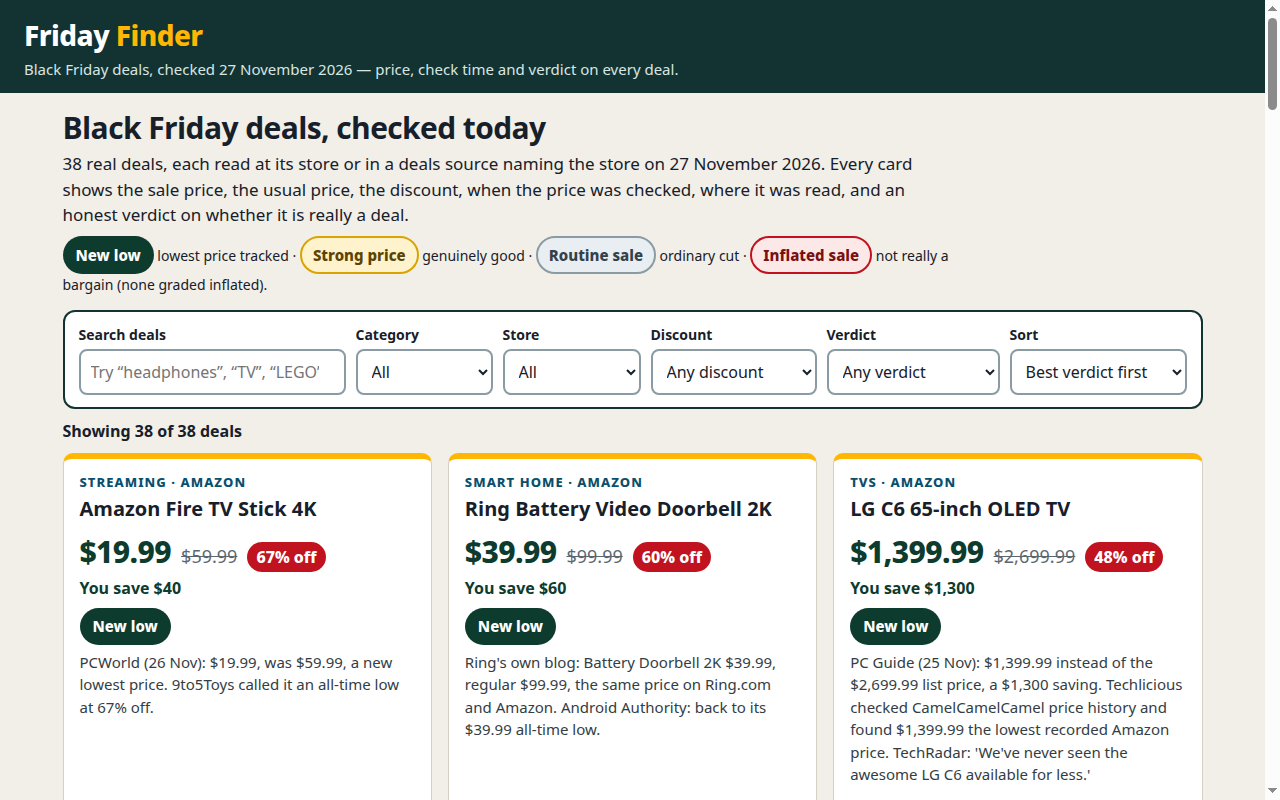 Friday Finder
Black Friday deals, checked 27 November 2026 — price, check time and verdict on every deal.
Black Friday deals, checked today
38 real deals, each read at its store or in a deals source naming the store on 27 November 2026. Every card
shows the sale price, the usual price, the discount, when the price was checked, where it was read, and an
honest verdict on whether it is really a deal.
New low lowest price tracked · Strong price genuinely good · Routine sale ordinary cut · Inflated sale not really a
bargain (none graded inflated).
Search deals Category Store Discount Verdict Sort
Try “headphones”, “TV”, “LEGO” All All Any discount Any verdict Best verdict first
Showing 38 of 38 deals
STREAMING · AMAZON
Amazon Fire TV Stick 4K
$19.99 $59.99 67% off
You save $40
New low
PCWorld (26 Nov): $19.99, was $59.99, a new
lowest price. 9to5Toys called it an all-time low
at 67% off.
SMART HOME · AMAZON
Ring Battery Video Doorbell 2K
$39.99 $99.99 60% off
You save $60
New low
Ring's own blog: Battery Doorbell 2K $39.99,
regular $99.99, the same price on Ring.com
and Amazon. Android Authority: back to its
$39.99 all-time low.
TVS · AMAZON
LG C6 65-inch OLED TV
$1,399.99 $2,699.99 48% off
You save $1,300
New low
PC Guide (25 Nov): $1,399.99 instead of the
$2,699.99 list price, a $1,300 saving. Techlicious
checked CamelCamelCamel price history and
found $1,399.99 the lowest recorded Amazon
price. TechRadar: 'We've never seen the
awesome LG C6 available for less.'